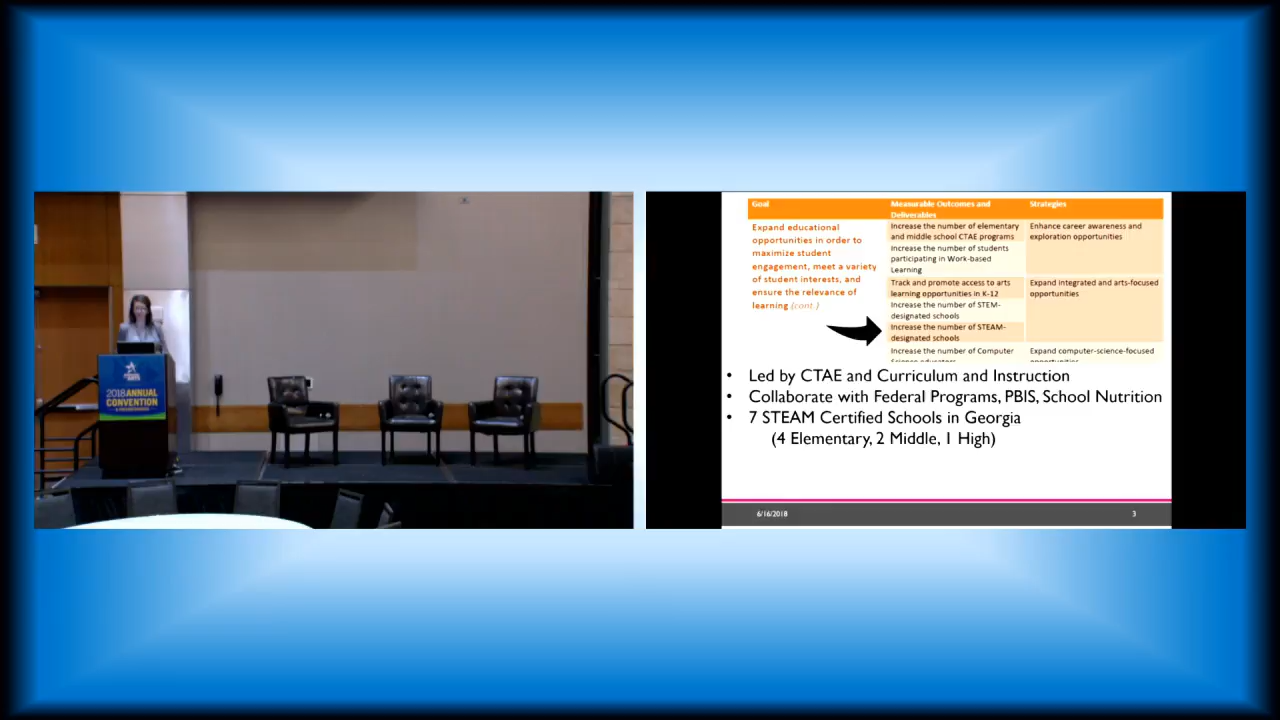 ARTS
2018 ANNUAL
CONVENTION
Goal
Measurable Outcomes and
Deliverables
Strategies
Expand educational
opportunities in order to
maximize student
engagement, meet a variety
of student interests, and
ensure the relevance of
learning (cont.)
Increase the number of elementary
and middle school CTAE programs
Increase the number of students
participating in Work-based
Learning
Track and promote access to arts
learning opportunities in K-12
Increase the number of STEM-
designated schools
Increase the number of STEAM-
designated schools
Increase the number of Computer
Science educators
Enhance career awareness and
exploration opportunities
Expand integrated and arts-focused
opportunities
Expand computer-science-focused
opportunities
• Led by CTAE and Curriculum and Instruction
• Collaborate with Federal Programs, PBIS, School Nutrition
• 7 STEAM Certified Schools in Georgia
(4 Elementary, 2 Middle, 1 High)
6/16/2018
3